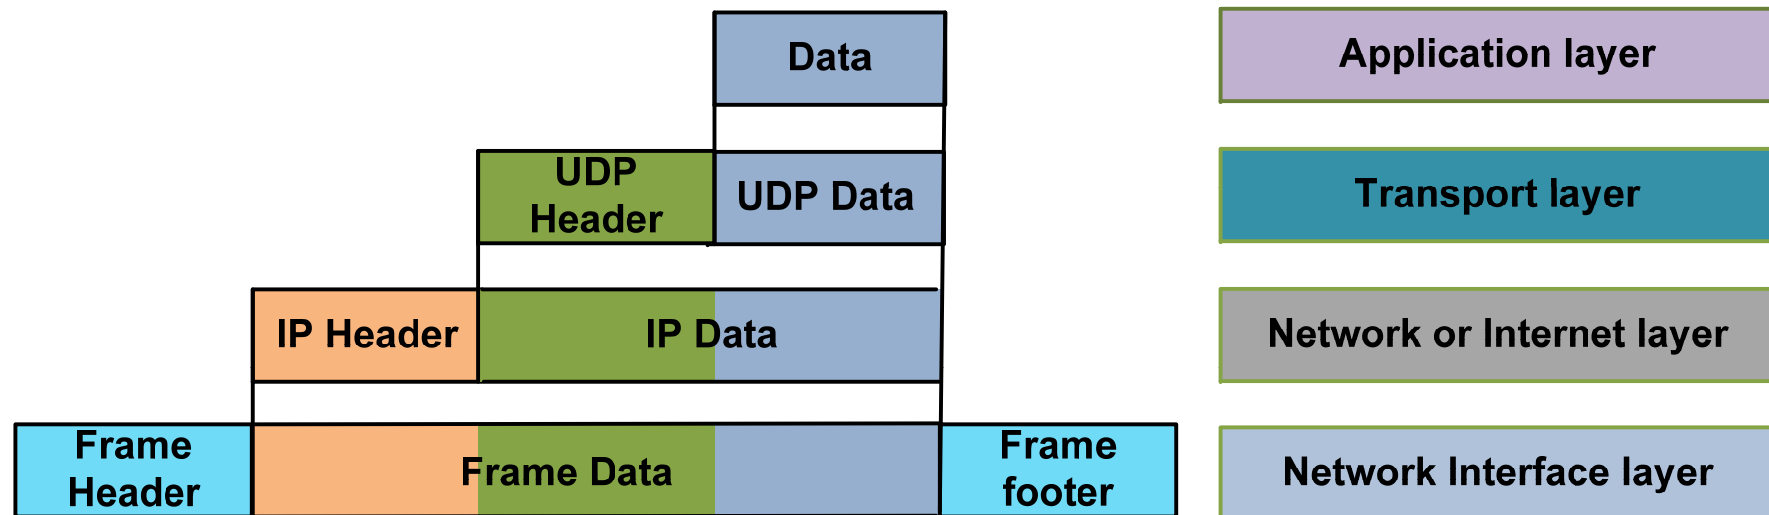 Data
Application layer
UDP
Header
UDP Data
Transport layer
IP Header
IP Data
Network or Internet layer
Frame
Header
Frame Data
Frame
footer
Network Interface layer